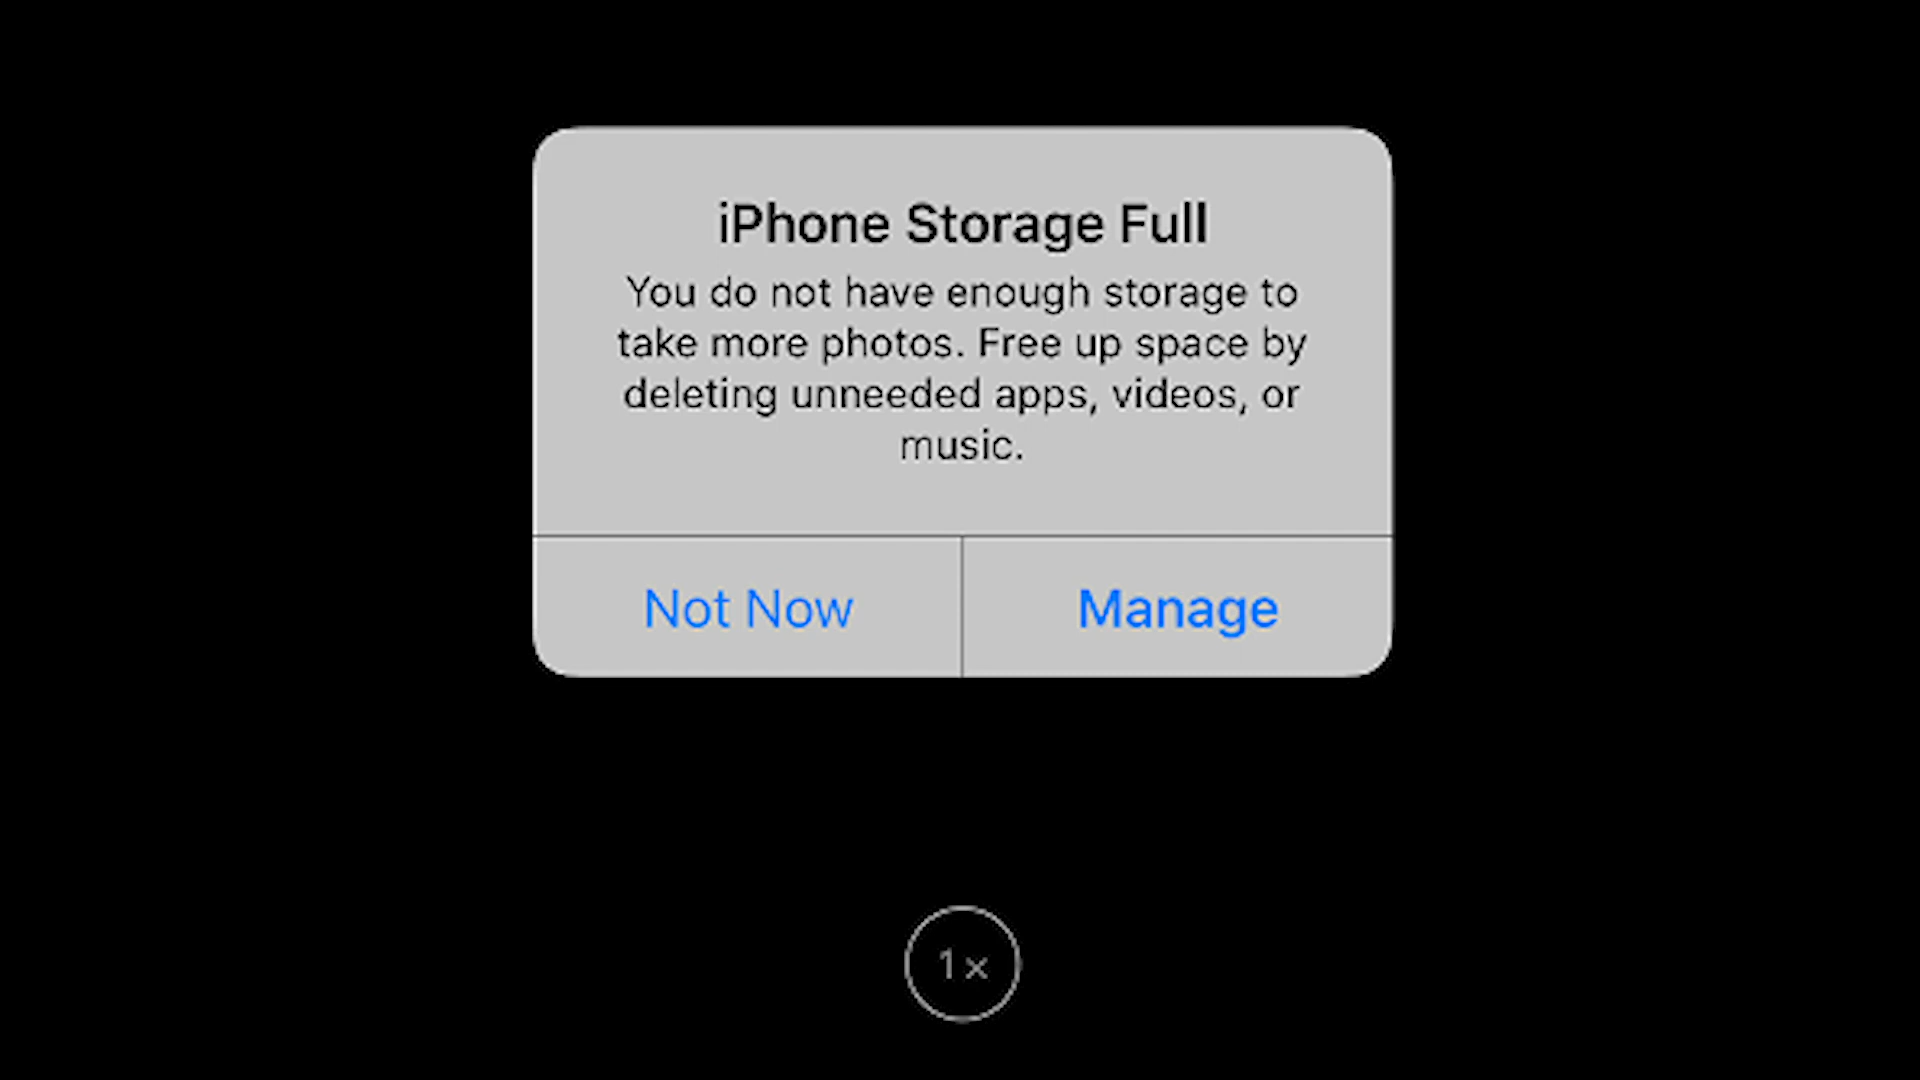 iPhone Storage Full
You do not have enough storage to
take more photos. Free up space by
deleting unneeded apps, videos, or
music.
Not Now
Manage
1×